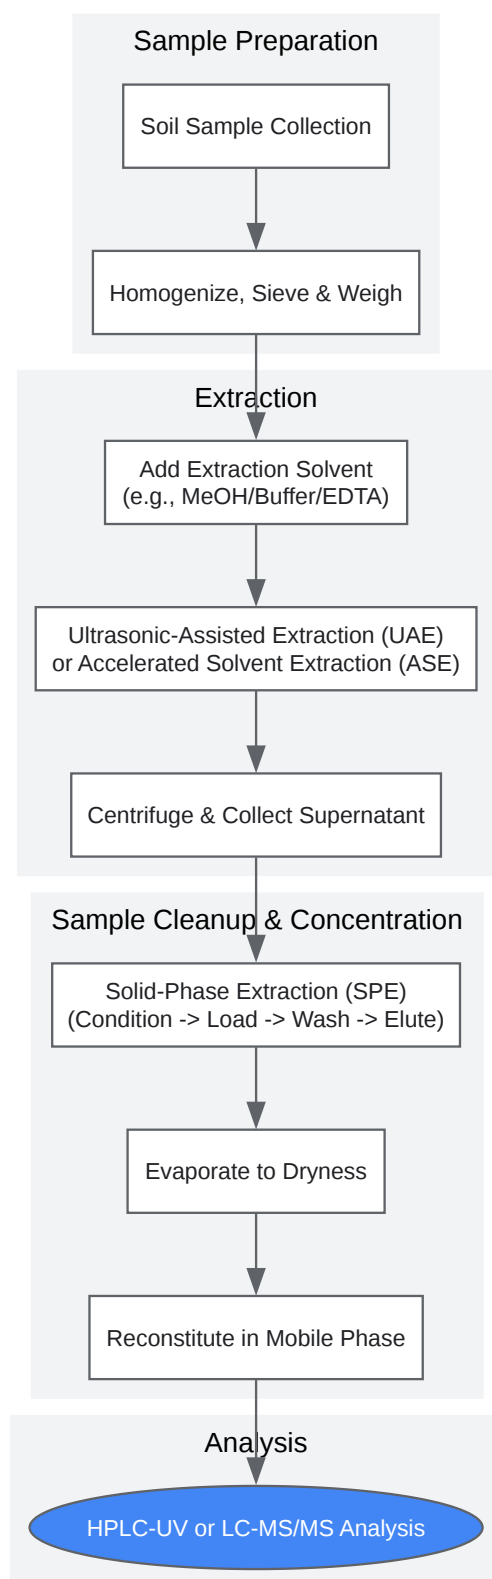 Sample Preparation
Soil Sample Collection
Homogenize, Sieve & Weigh
Extraction
Add Extraction Solvent
(e.g., MeOH/Buffer/EDTA)
Ultrasonic-Assisted Extraction (UAE)
or Accelerated Solvent Extraction (ASE)
Centrifuge & Collect Supernatant
Sample Cleanup & Concentration
Solid-Phase Extraction (SPE)
(Condition -> Load -> Wash -> Elute)
Evaporate to Dryness
Reconstitute in Mobile Phase
Analysis
HPLC-UV or LC-MS/MS Analysis